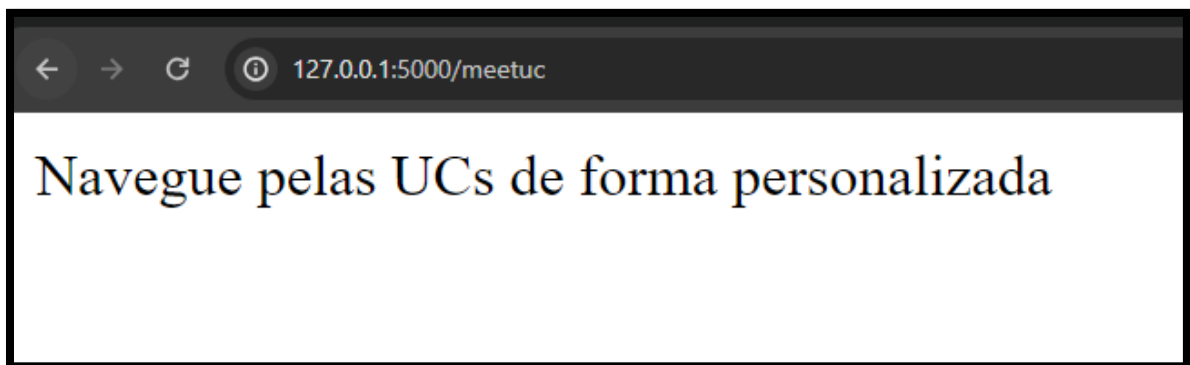 127.0.0.1:5000/meetuc
Navegue pelas UCs de forma personalizada